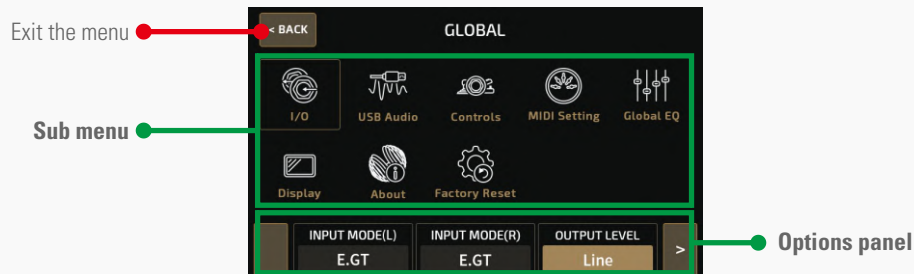 Exit the menu
< BACK
GLOBAL
I/O
USB Audio
Controls
MIDI Setting
Global EQ
Sub menu
Display
About
Factory Reset
INPUT MODE(L)
INPUT MODE(R)
OUTPUT LEVEL
E.GT
E.GT
Line
>
Options panel